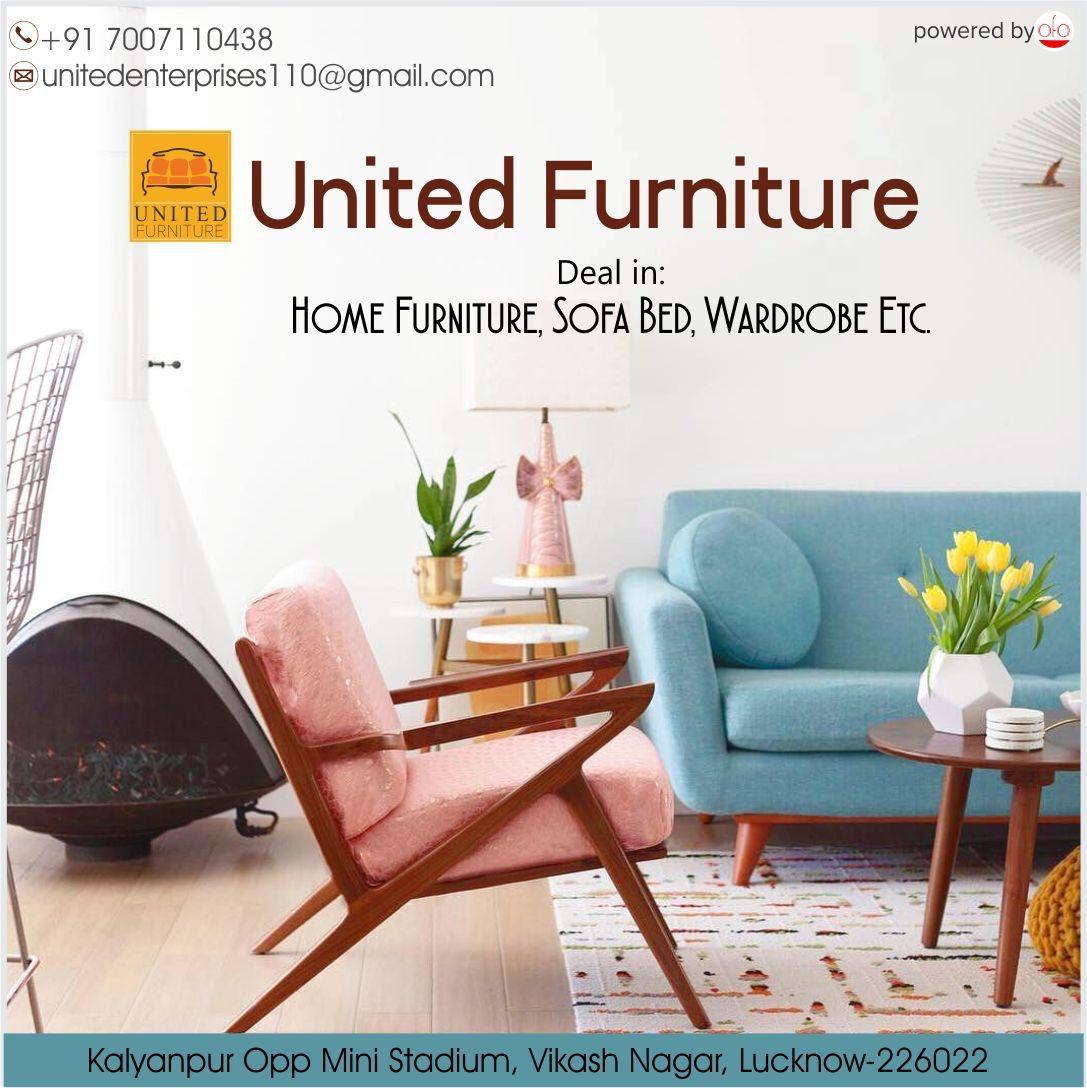 +91 7007110438
unitedenterprises110@gmail.com
powered by ofo
UNITED
FURNITURE
United Furniture
Deal in:
Home Furniture, Sofa Bed, Wardrobe Etc.
Kalyanpur Opp Mini Stadium, Vikash Nagar, Lucknow-226022